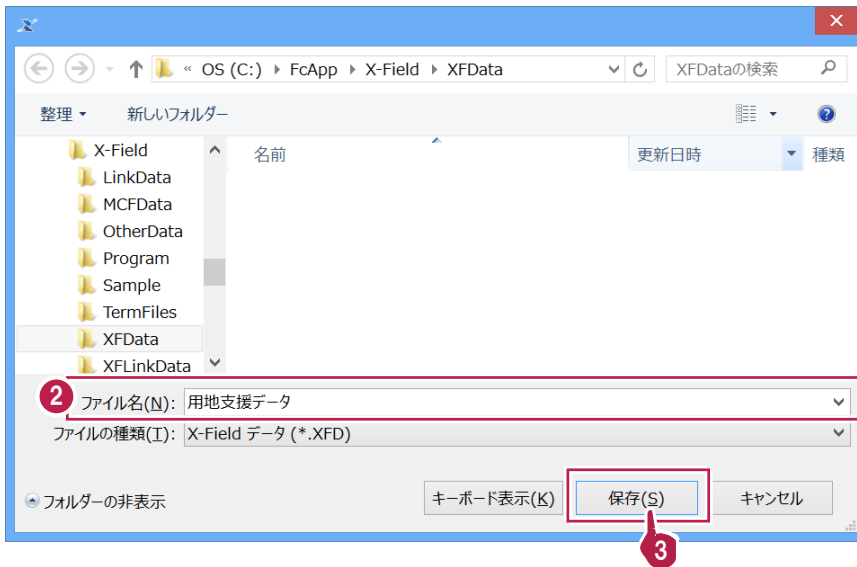 « OS (C:) ▸ FcApp ▸ X-Field ▸ XFData
XFDataの検索
整理 ▾ 新しいフォルダー
X-Field
LinkData
MCFData
OtherData
Program
Sample
TermFiles
XFData
XFLinkData
名前 更新日時 種類
2
ファイル名(N): 用地支援データ
ファイルの種類(T): X-Field データ (*.XFD)
フォルダーの非表示
キーボード表示(K) 保存(S) キャンセル
3